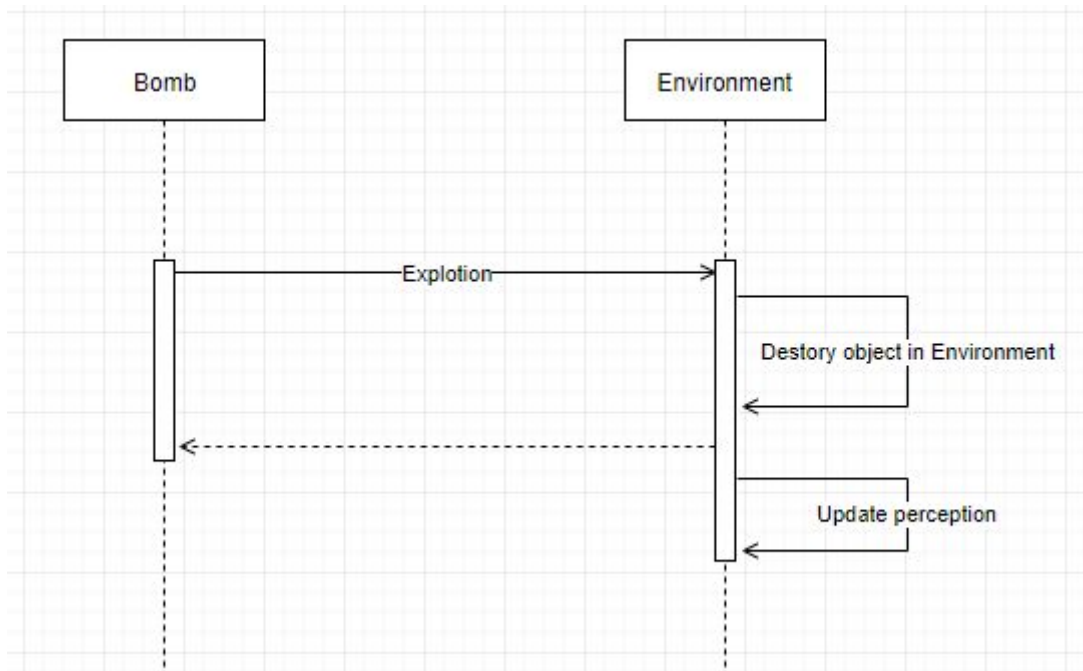 Bomb
Environment
Explotion
Destory object in Environment
Update perception